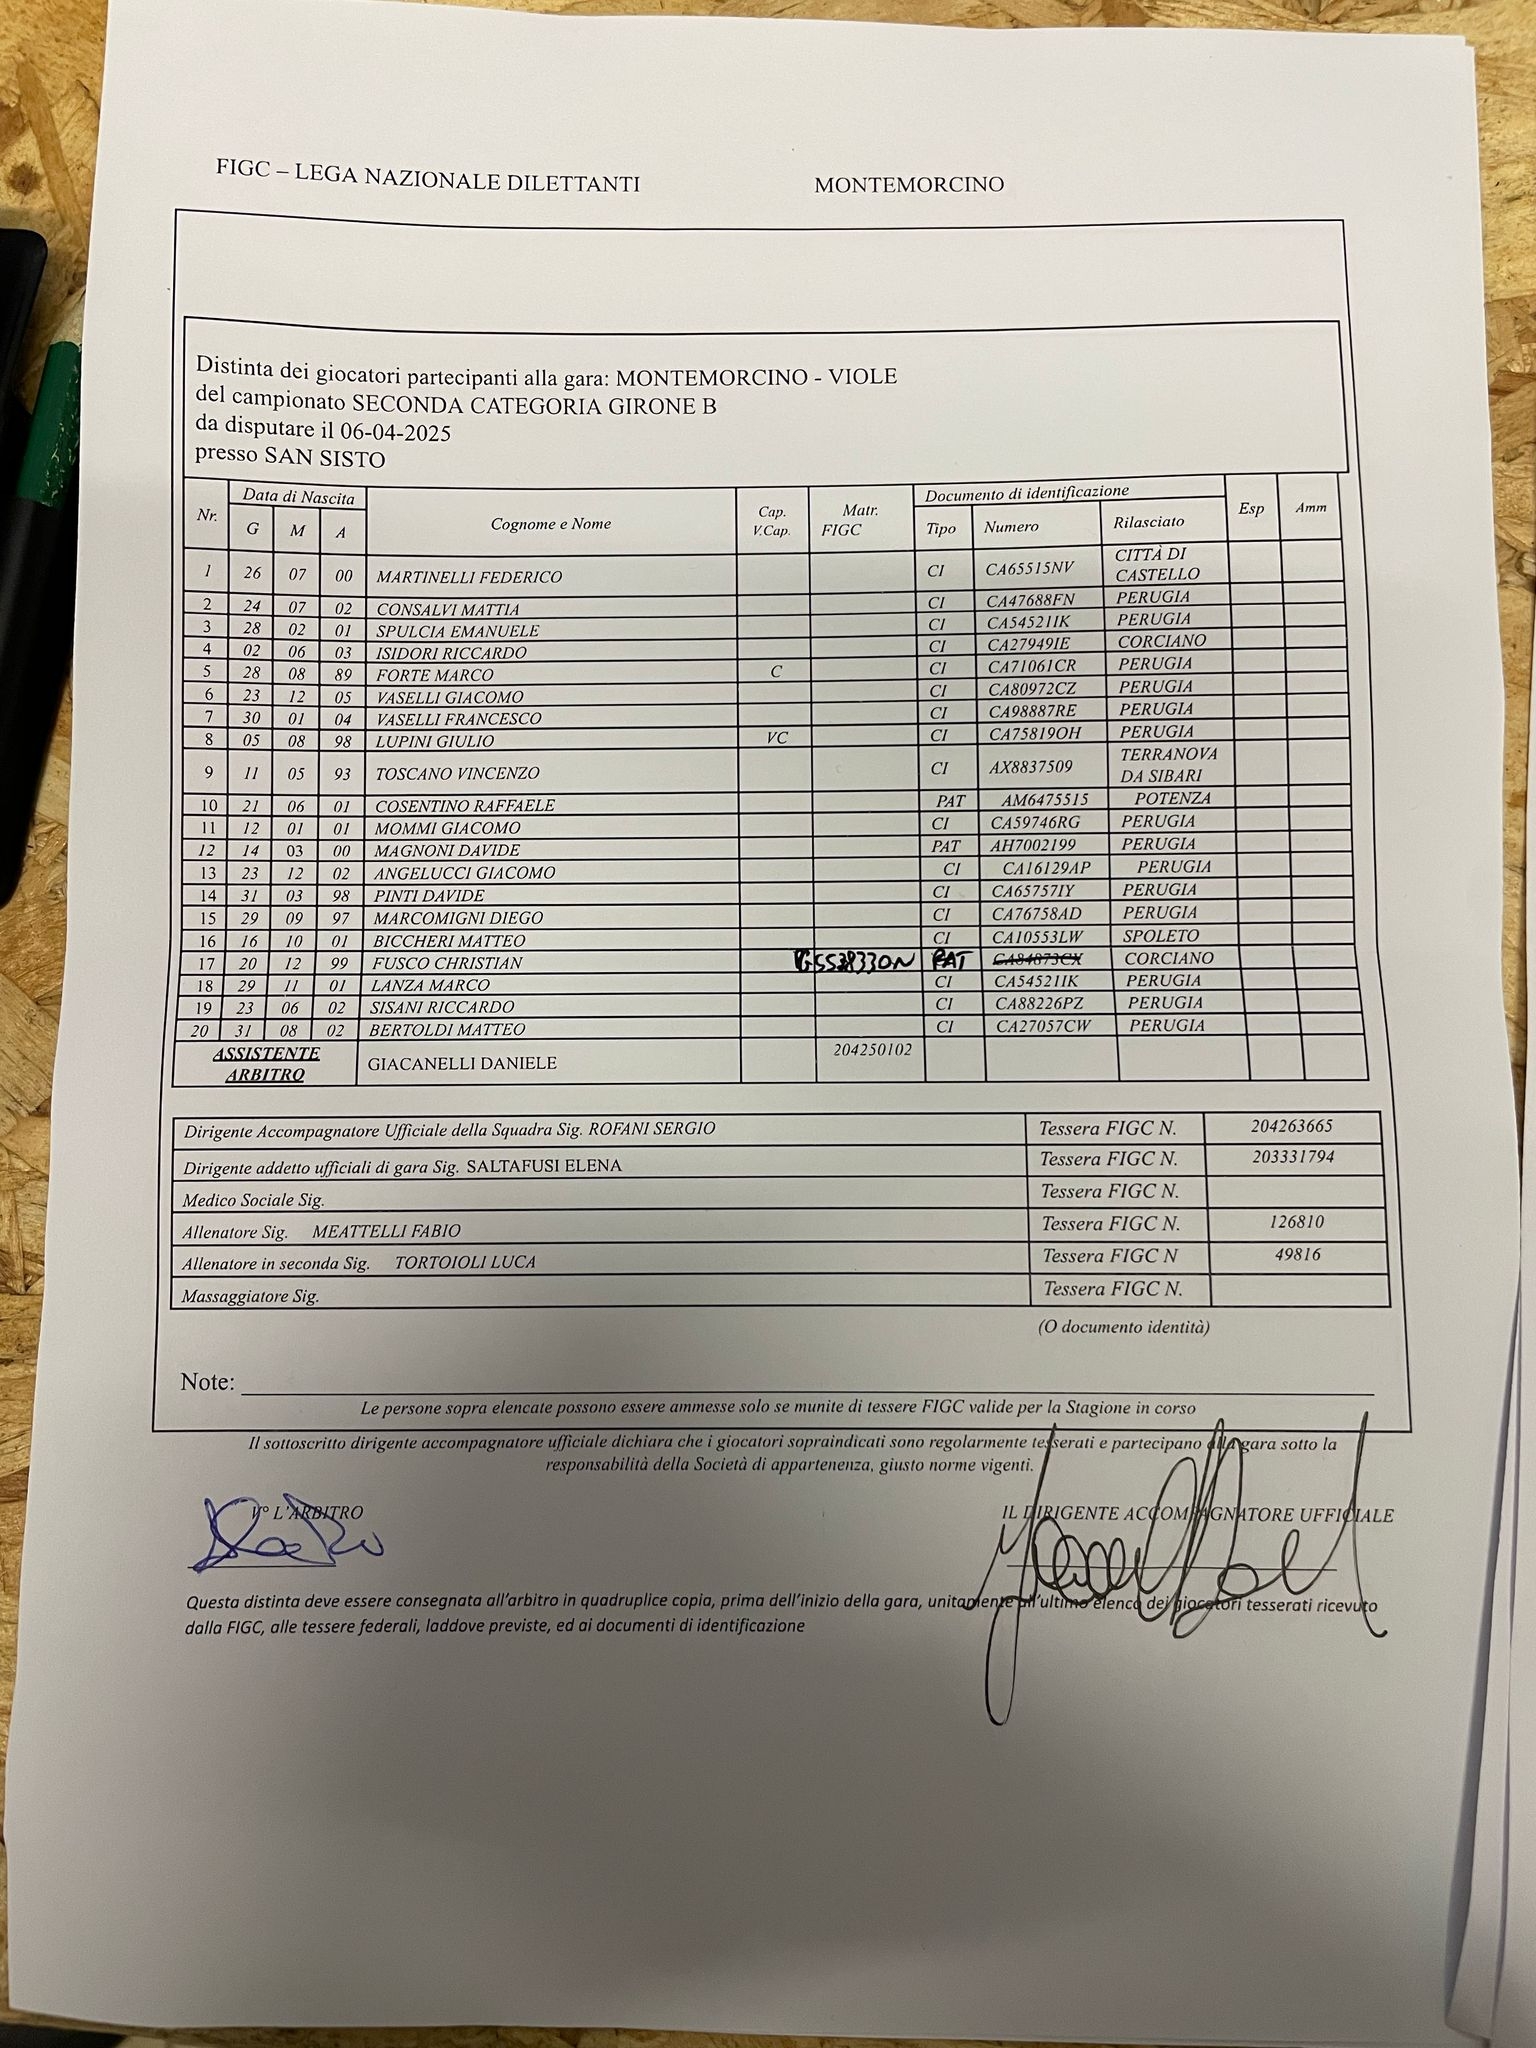 FIGC – LEGA NAZIONALE DILETTANTI MONTEMORCINO
Distinta dei giocatori partecipanti alla gara: MONTEMORCINO - VIOLE
del campionato SECONDA CATEGORIA GIRONE B
da disputare il 06-04-2025
presso SAN SISTO
Nr. Data di Nascita Cognome e Nome Cap. V.Cap. Matr. FIGC Documento di identificazione Esp Amm
G M A Tipo Numero Rilasciato
1 26 07 00 MARTINELLI FEDERICO CI CA65515NV CITTÀ DI CASTELLO
2 24 07 02 CONSALVI MATTIA CI CA47688FN PERUGIA
3 28 02 01 SPULCIA EMANUELE CI CA54521IK PERUGIA
4 02 06 03 ISIDORI RICCARDO CI CA27949IE CORCIANO
5 28 08 89 FORTE MARCO C CI CA71061CR PERUGIA
6 23 12 05 VASELLI GIACOMO CI CA80972CZ PERUGIA
7 30 01 04 VASELLI FRANCESCO CI CA98887RE PERUGIA
8 05 08 98 LUPINI GIULIO VC CI CA75819OH PERUGIA
9 11 05 93 TOSCANO VINCENZO CI AX8837509 TERRANOVA DA SIBARI
10 21 06 01 COSENTINO RAFFAELE PAT AM6475515 POTENZA
11 12 01 01 MOMMI GIACOMO CI CA59746RG PERUGIA
12 14 03 00 MAGNONI DAVIDE PAT AH7002199 PERUGIA
13 23 12 02 ANGELUCCI GIACOMO CI CA16129AP PERUGIA
14 31 03 98 PINTI DAVIDE CI CA65757IY PERUGIA
15 29 09 97 MARCOMIGNI DIEGO CI CA76758AD PERUGIA
16 16 10 01 BICCHERI MATTEO CI CA10553LW SPOLETO
17 20 12 99 FUSCO CHRISTIAN PAT CA84873CX CORCIANO
18 29 11 01 LANZA MARCO CI CA54521IK PERUGIA
19 23 06 02 SISANI RICCARDO CI CA88226PZ PERUGIA
20 31 08 02 BERTOLDI MATTEO CI CA27057CW PERUGIA
ASSISTENTE ARBITRO GIACANELLI DANIELE 204250102
Dirigente Accompagnatore Ufficiale della Squadra Sig. ROFANI SERGIO Tessera FIGC N. 204263665
Dirigente addetto ufficiali di gara Sig. SALTAFUSI ELENA Tessera FIGC N. 203331794
Medico Sociale Sig. Tessera FIGC N.
Allenatore Sig. MEATTELLI FABIO Tessera FIGC N. 126810
Allenatore in seconda Sig. TORTOIOLI LUCA Tessera FIGC N 49816
Massaggiatore Sig. Tessera FIGC N.
(O documento identità)
Note:
Le persone sopra elencate possono essere ammesse solo se munite di tessere FIGC valide per la Stagione in corso
Il sottoscritto dirigente accompagnatore ufficiale dichiara che i giocatori sopraindicati sono regolarmente tesserati e partecipano alla gara sotto la
responsabilità della Società di appartenenza, giusto norme vigenti.
V° L'ARBITRO IL DIRIGENTE ACCOMPAGNATORE UFFICIALE
Questa distinta deve essere consegnata all'arbitro in quadruplice copia, prima dell'inizio della gara, unitamente all'ultimo elenco dei giocatori tesserati ricevuto
dalla FIGC, alle tessere federali, laddove previste, ed ai documenti di identificazione